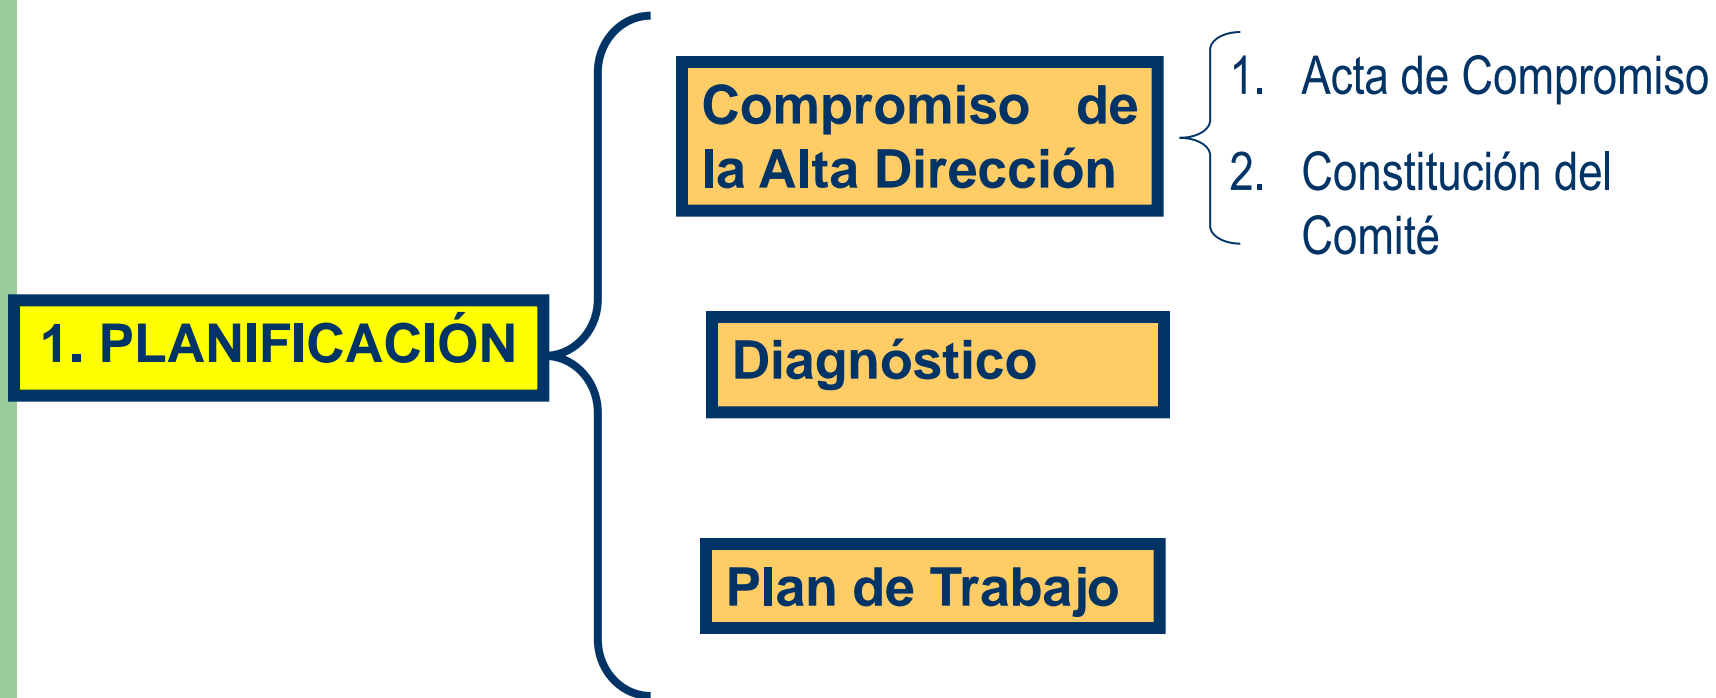 1. PLANIFICACIÓN
Compromiso de
la Alta Dirección
1. Acta de Compromiso
2. Constitución del
Comité
Diagnóstico
Plan de Trabajo